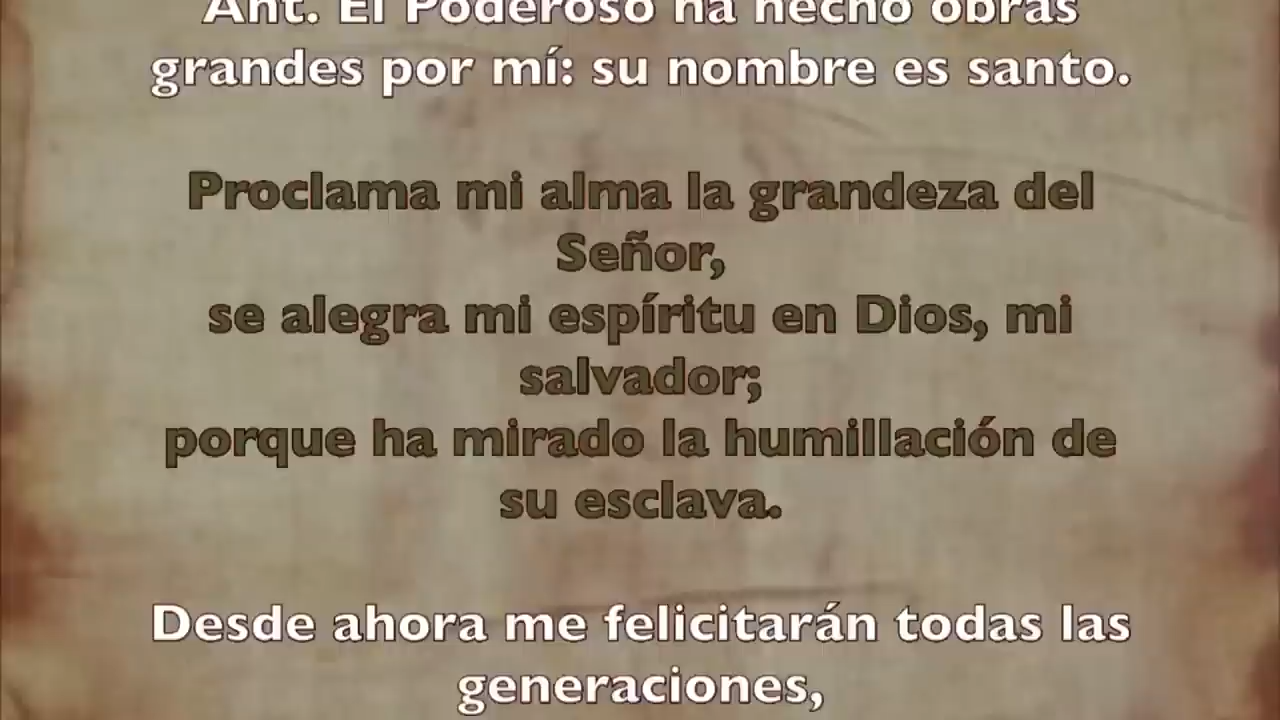 Ant. El Poderoso ha hecho obras
grandes por mí: su nombre es santo.
Proclama mi alma la grandeza del
Señor,
se alegra mi espíritu en Dios, mi
salvador;
porque ha mirado la humillación de
su esclava.
Desde ahora me felicitarán todas las
generaciones,